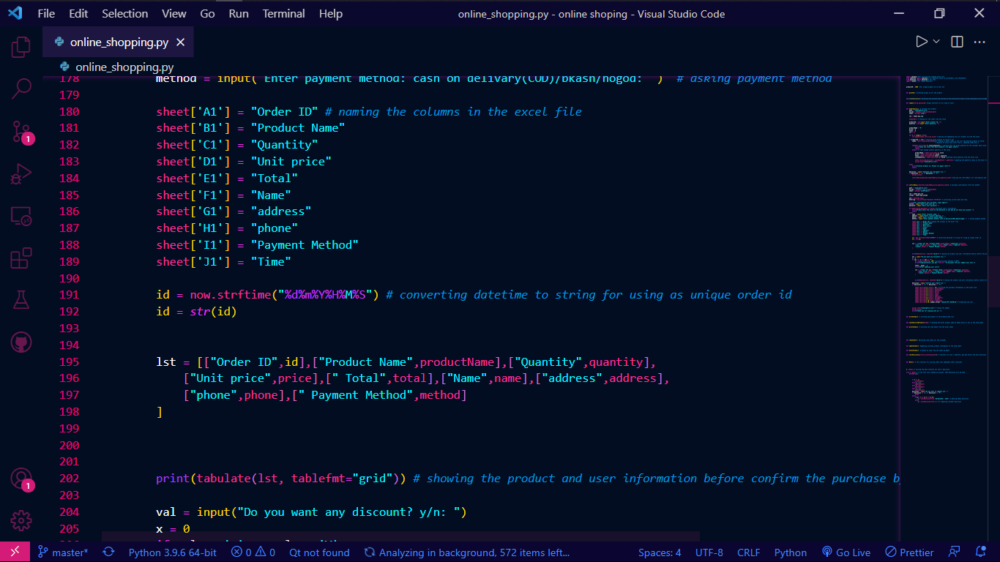 File Edit Selection View Go Run Terminal Help online_shopping.py - online shoping - Visual Studio Code
online_shopping.py
online_shopping.py
178 method = input("Enter payment method: cash on delivary(COD)/bkash/nogod: ") # asking payment method
179
180 sheet['A1'] = "Order ID" # naming the columns in the excel file
181 sheet['B1'] = "Product Name"
182 sheet['C1'] = "Quantity"
183 sheet['D1'] = "Unit price"
184 sheet['E1'] = "Total"
185 sheet['F1'] = "Name"
186 sheet['G1'] = "address"
187 sheet['H1'] = "phone"
188 sheet['I1'] = "Payment Method"
189 sheet['J1'] = "Time"
190
191 id = now.strftime("%d%m%Y%H%M%S") # converting datetime to string for using as unique order id
192 id = str(id)
193
194
195 lst = [["Order ID",id],["Product Name",productName],["Quantity",quantity],
196 ["Unit price",price],[" Total",total],["Name",name],["address",address],
197 ["phone",phone],[" Payment Method",method]
198 ]
199
200
201
202 print(tabulate(lst, tablefmt="grid")) # showing the product and user information before confirm the purchase b
203
204 val = input("Do you want any discount? y/n: ")
205 x = 0
1
1
master* Python 3.9.6 64-bit 0 0 Qt not found Analyzing in background, 572 items left... Spaces: 4 UTF-8 CRLF Python Go Live Prettier